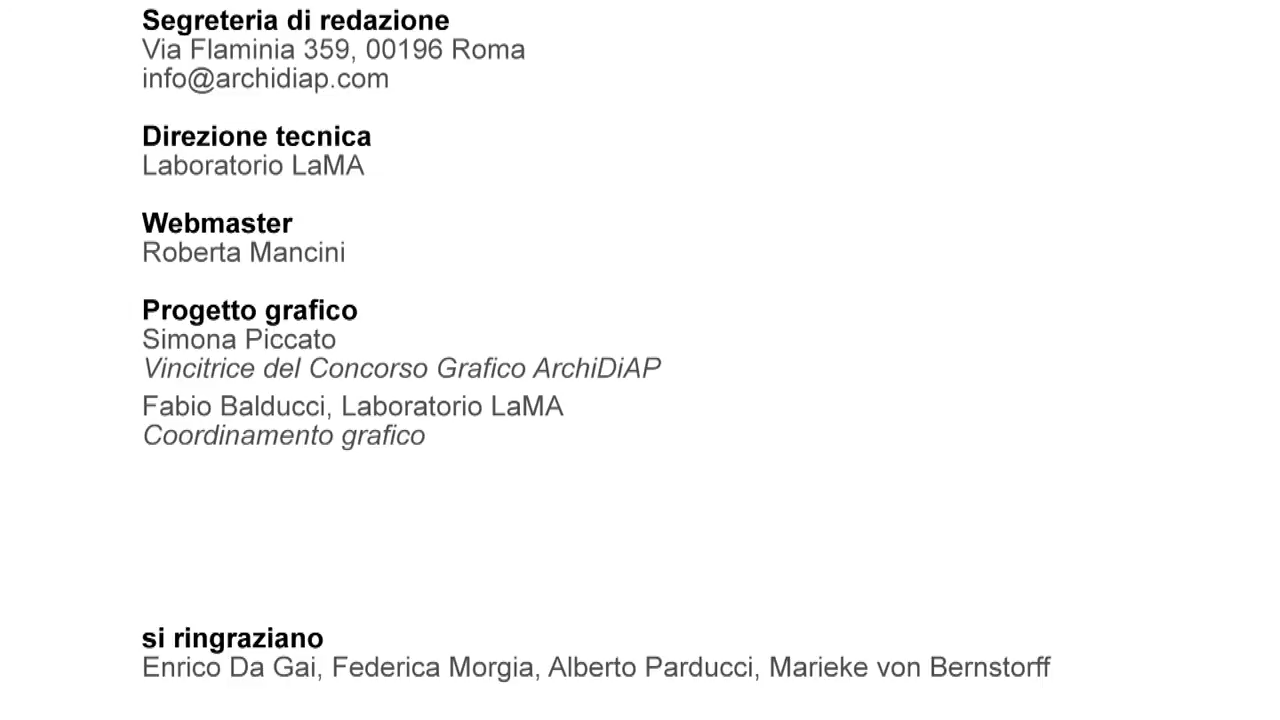 Segreteria di redazione
Via Flaminia 359, 00196 Roma
info@archidiap.com
Direzione tecnica
Laboratorio LaMA
Webmaster
Roberta Mancini
Progetto grafico
Simona Piccato
Vincitrice del Concorso Grafico ArchiDiAP
Fabio Balducci, Laboratorio LaMA
Coordinamento grafico
si ringraziano
Enrico Da Gai, Federica Morgia, Alberto Parducci, Marieke von Bernstorff